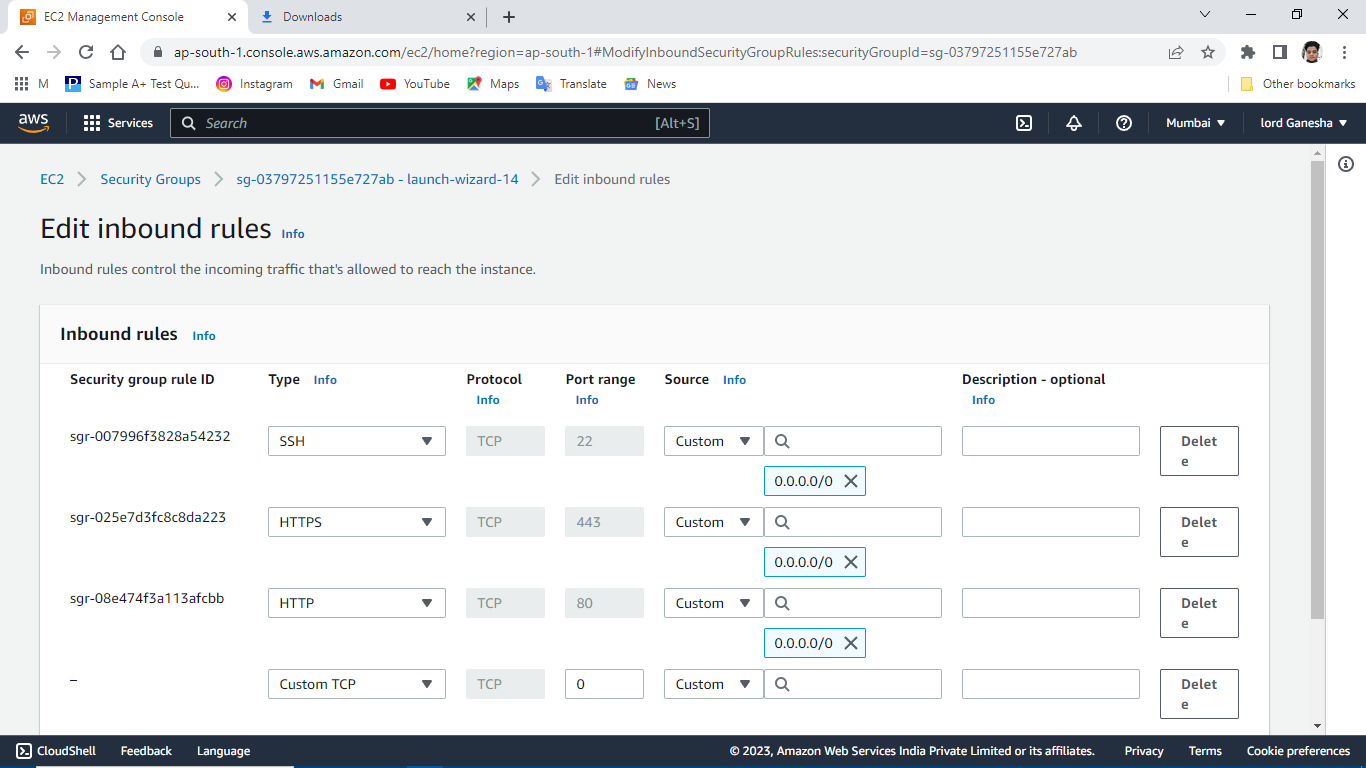 EC2 Management Console
Downloads
ap-south-1.console.aws.amazon.com/ec2/home?region=ap-south-1#ModifyInboundSecurityGroupRules:securityGroupId=sg-03797251155e727ab
M
Sample A+ Test Qu...
Instagram
Gmail
YouTube
Maps
Translate
News
Other bookmarks
aws
Services
Search
[Alt+S]
Mumbai
lord Ganesha
EC2
Security Groups
sg-03797251155e727ab - launch-wizard-14
Edit inbound rules
Edit inbound rules Info
Inbound rules control the incoming traffic that's allowed to reach the instance.
Inbound rules Info
Security group rule ID
Type Info
Protocol
Info
Port range
Info
Source Info
Description - optional
Info
sgr-007996f3828a54232
SSH
TCP
22
Custom
0.0.0.0/0
Delet
e
sgr-025e7d3fc8c8da223
HTTPS
TCP
443
Custom
0.0.0.0/0
Delet
e
sgr-08e474f3a113afcbb
HTTP
TCP
80
Custom
0.0.0.0/0
Delet
e
–
Custom TCP
TCP
0
Custom
Delet
e
CloudShell
Feedback
Language
© 2023, Amazon Web Services India Private Limited or its affiliates.
Privacy
Terms
Cookie preferences